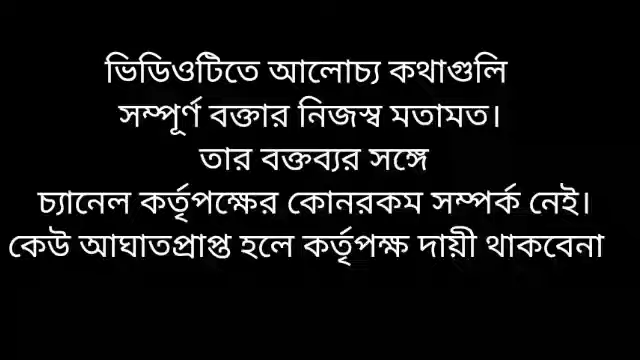 ভিডিওটিতে আলোচ্য কথাগুলি
সম্পূর্ণ বক্তার নিজস্ব মতামত।
তার বক্তব্যর সঙ্গে
চ্যানেল কর্তৃপক্ষের কোনরকম সম্পর্ক নেই।
কেউ আঘাতপ্রাপ্ত হলে কর্তৃপক্ষ দায়ী থাকবেনা